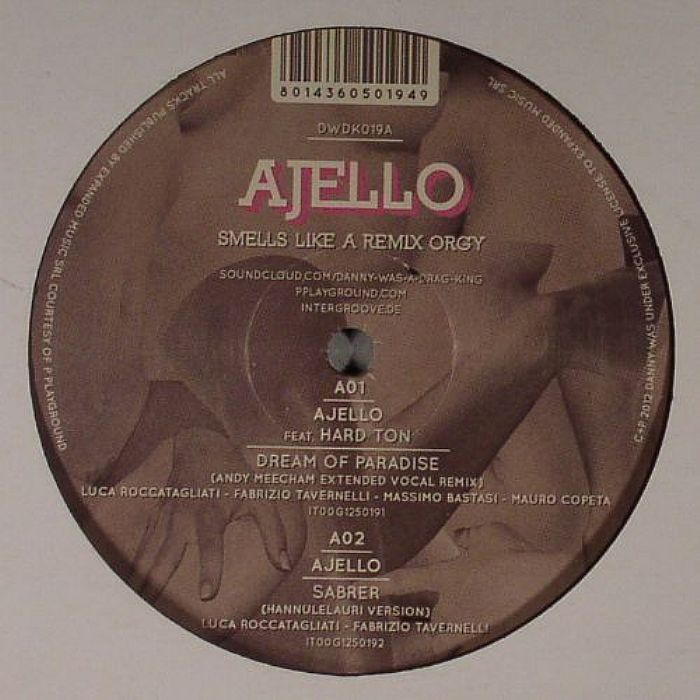 8014360501949
DWDK019A
AJELLO
SMELLS LIKE A REMIX ORGY
SOUNDCLOUD.COM/DANNY-WAS-A-DRAG-KING
PPLAYGROUND.COM
INTERGROOVE.DE
A01
AJELLO
FEAT. HARD TON
DREAM OF PARADISE
(ANDY MEECHAM EXTENDED VOCAL REMIX)
LUCA ROCCATAGLIATI - FABRIZIO TAVERNELLI - MASSIMO BASTASI - MAURO COPETA
IT00G1250191
A02
AJELLO
SABRER
(HANNULELAURI VERSION)
LUCA ROCCATAGLIATI - FABRIZIO TAVERNELLI
IT00G1250192
ALL TRACKS PUBLISHED BY EXPANDED MUSIC SRL COURTESY OF P PLAYGROUND
C+P 2012 DANNY WAS UNDER EXCLUSIVE LICENSE TO EXPANDED MUSIC SRL